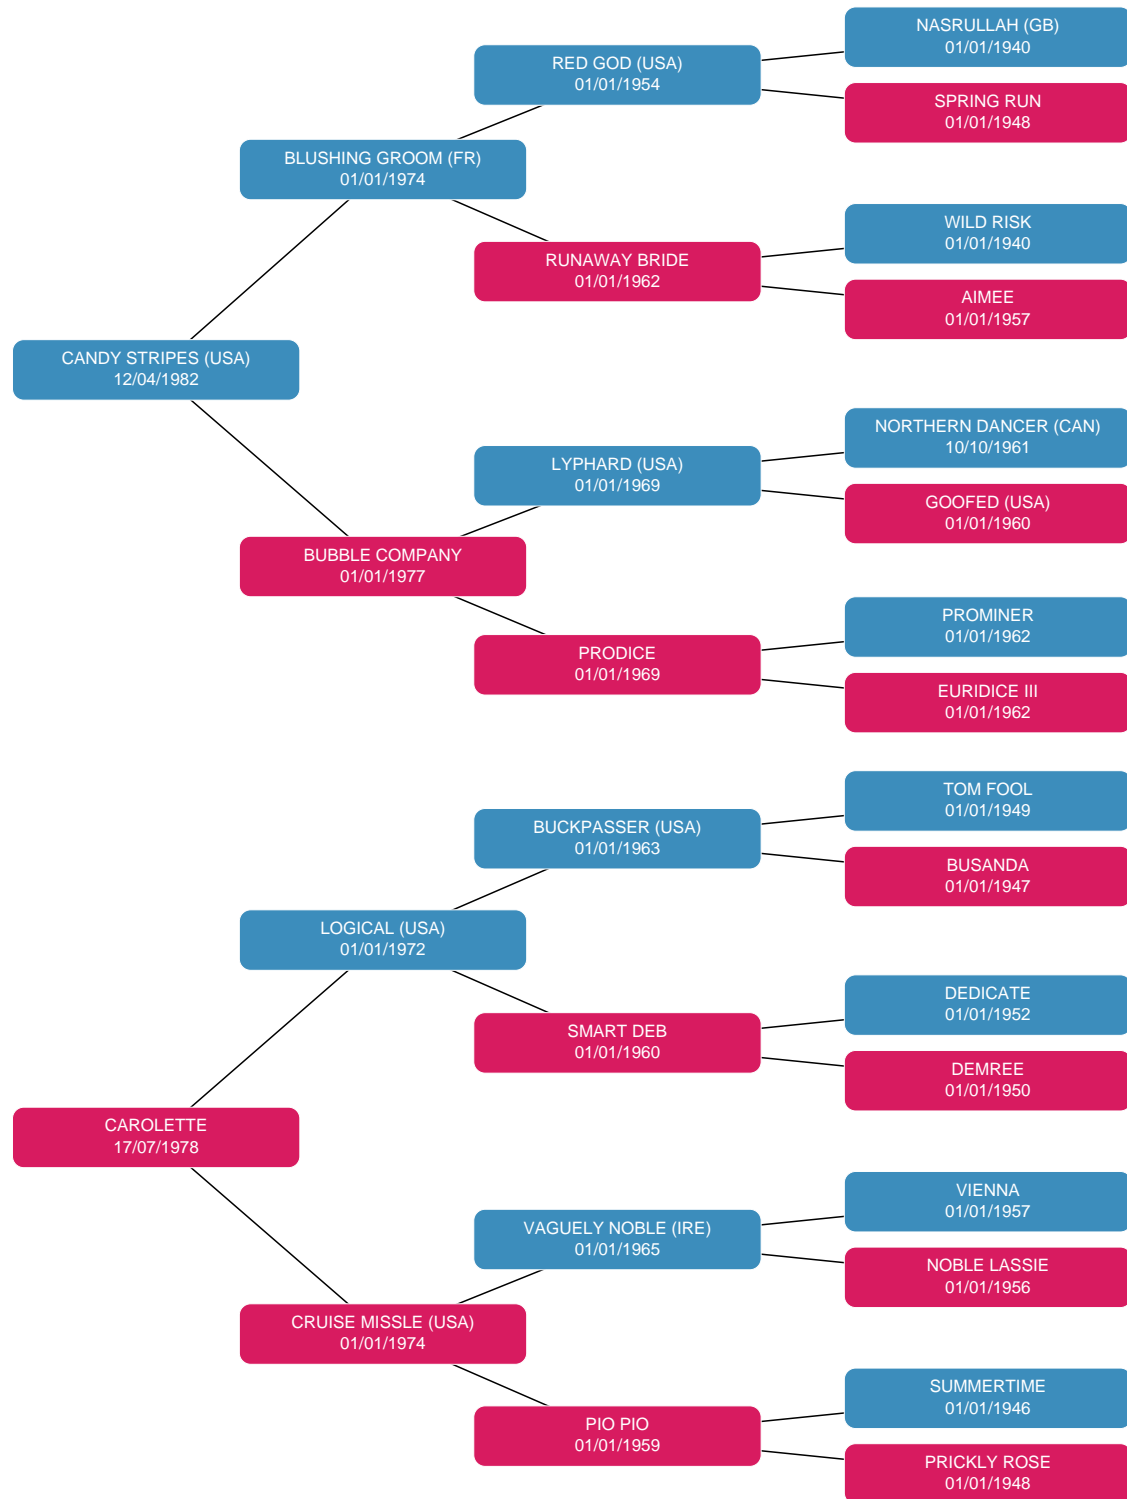 NASRULLAH (GB)
01/01/1940
RED GOD (USA)
01/01/1954
SPRING RUN
01/01/1948
BLUSHING GROOM (FR)
01/01/1974
WILD RISK
01/01/1940
RUNAWAY BRIDE
01/01/1962
AIMEE
01/01/1957
CANDY STRIPES (USA)
12/04/1982
NORTHERN DANCER (CAN)
10/10/1961
LYPHARD (USA)
01/01/1969
GOOFED (USA)
01/01/1960
BUBBLE COMPANY
01/01/1977
PROMINER
01/01/1962
PRODICE
01/01/1969
EURIDICE III
01/01/1962
TOM FOOL
01/01/1949
BUCKPASSER (USA)
01/01/1963
BUSANDA
01/01/1947
LOGICAL (USA)
01/01/1972
DEDICATE
01/01/1952
SMART DEB
01/01/1960
DEMREE
01/01/1950
CAROLETTE
17/07/1978
VIENNA
01/01/1957
VAGUELY NOBLE (IRE)
01/01/1965
NOBLE LASSIE
01/01/1956
CRUISE MISSLE (USA)
01/01/1974
SUMMERTIME
01/01/1946
PIO PIO
01/01/1959
PRICKLY ROSE
01/01/1948